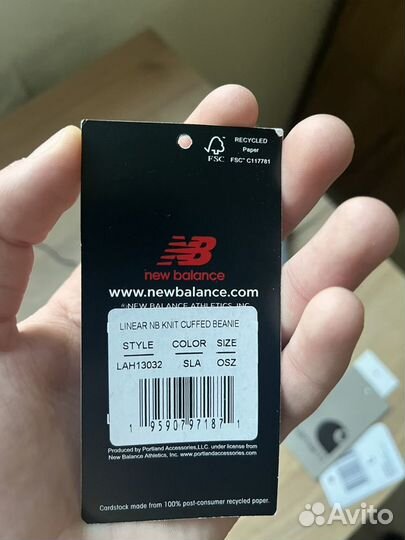 RECYCLED
Paper
FSC
FSC® C117781
NB
new balance
www.newbalance.com
©NEW BALANCE ATHLETICS, INC.
LINEAR NB KNIT CUFFED BEANIE
STYLE COLOR SIZE
LAH13032 SLA OSZ
1 95907 97187 1
Produced by Portland Accessories, LLC. under license from
New Balance Athletics, Inc. www.portlandaccessories.com
Cardstock made from 100% post-consumer recycled paper.
Avito